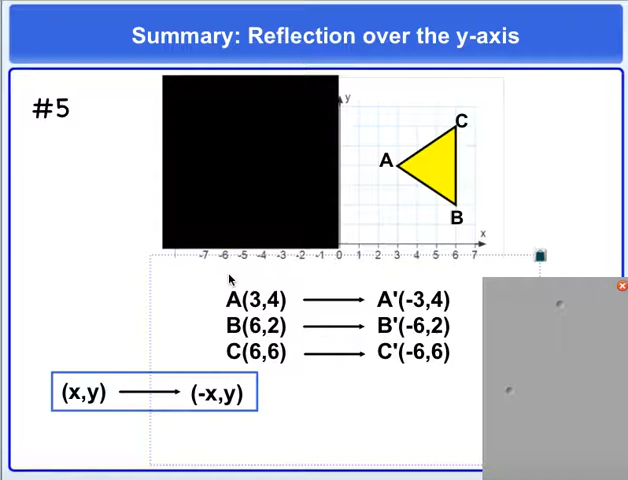 Summary: Reflection over the y-axis
#5
y
C
A
B
x
-7 -6 -5 -4 -3 -2 -1 0 1 2 3 4 5 6 7
A(3,4) ⟶ A'(-3,4)
B(6,2) ⟶ B'(-6,2)
C(6,6) ⟶ C'(-6,6)
(x,y) ⟶ (-x,y)